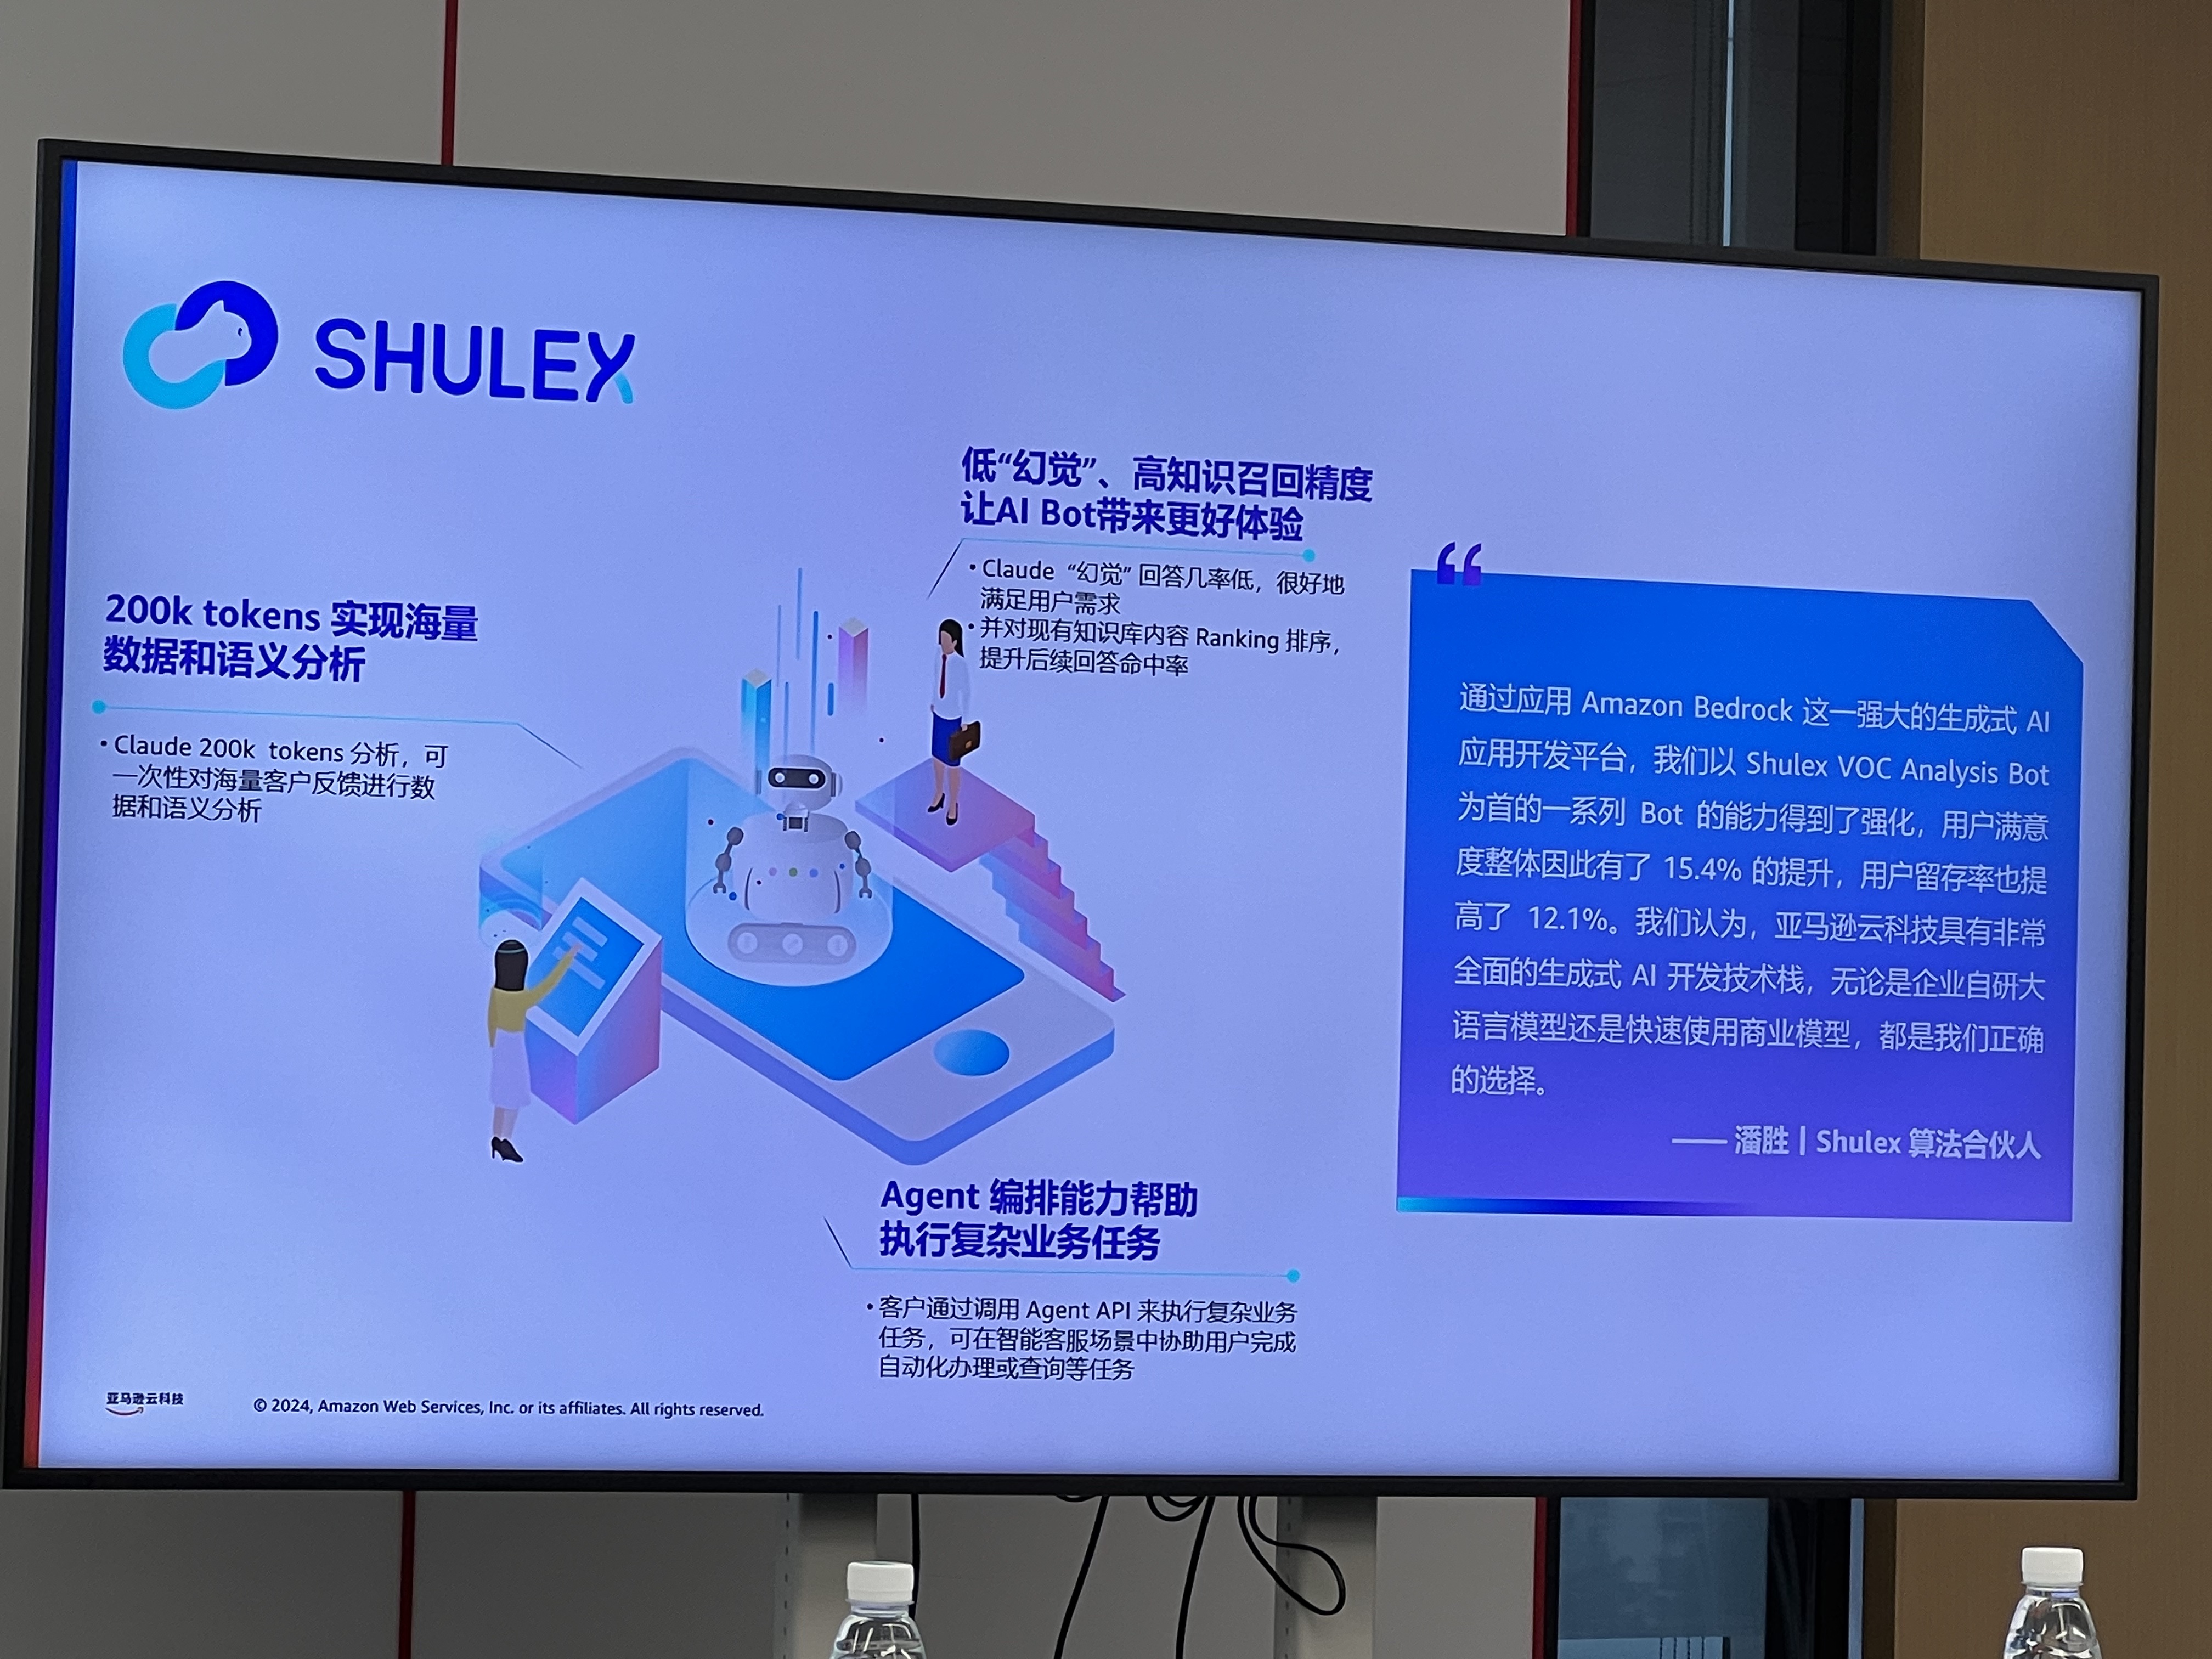 SHULEX
200k tokens 实现海量
数据和语义分析
• Claude 200k tokens 分析，可
一次性对海量客户反馈进行数
据和语义分析
低“幻觉”、高知识召回精度
让AI Bot带来更好体验
• Claude “幻觉” 回答几率低，很好地
满足用户需求
• 并对现有知识库内容 Ranking 排序，
提升后续回答命中率
Agent 编排能力帮助
执行复杂业务任务
• 客户通过调用 Agent API 来执行复杂业务
任务，可在智能客服场景中协助用户完成
自动化办理或查询等任务
“
通过应用 Amazon Bedrock 这一强大的生成式 AI
应用开发平台，我们以 Shulex VOC Analysis Bot
为首的一系列 Bot 的能力得到了强化，用户满意
度整体因此有了 15.4% 的提升，用户留存率也提
高了 12.1%。我们认为，亚马逊云科技具有非常
全面的生成式 AI 开发技术栈，无论是企业自研大
语言模型还是快速使用商业模型，都是我们正确
的选择。
—— 潘胜 | Shulex 算法合伙人
亚马逊云科技
© 2024, Amazon Web Services, Inc. or its affiliates. All rights reserved.